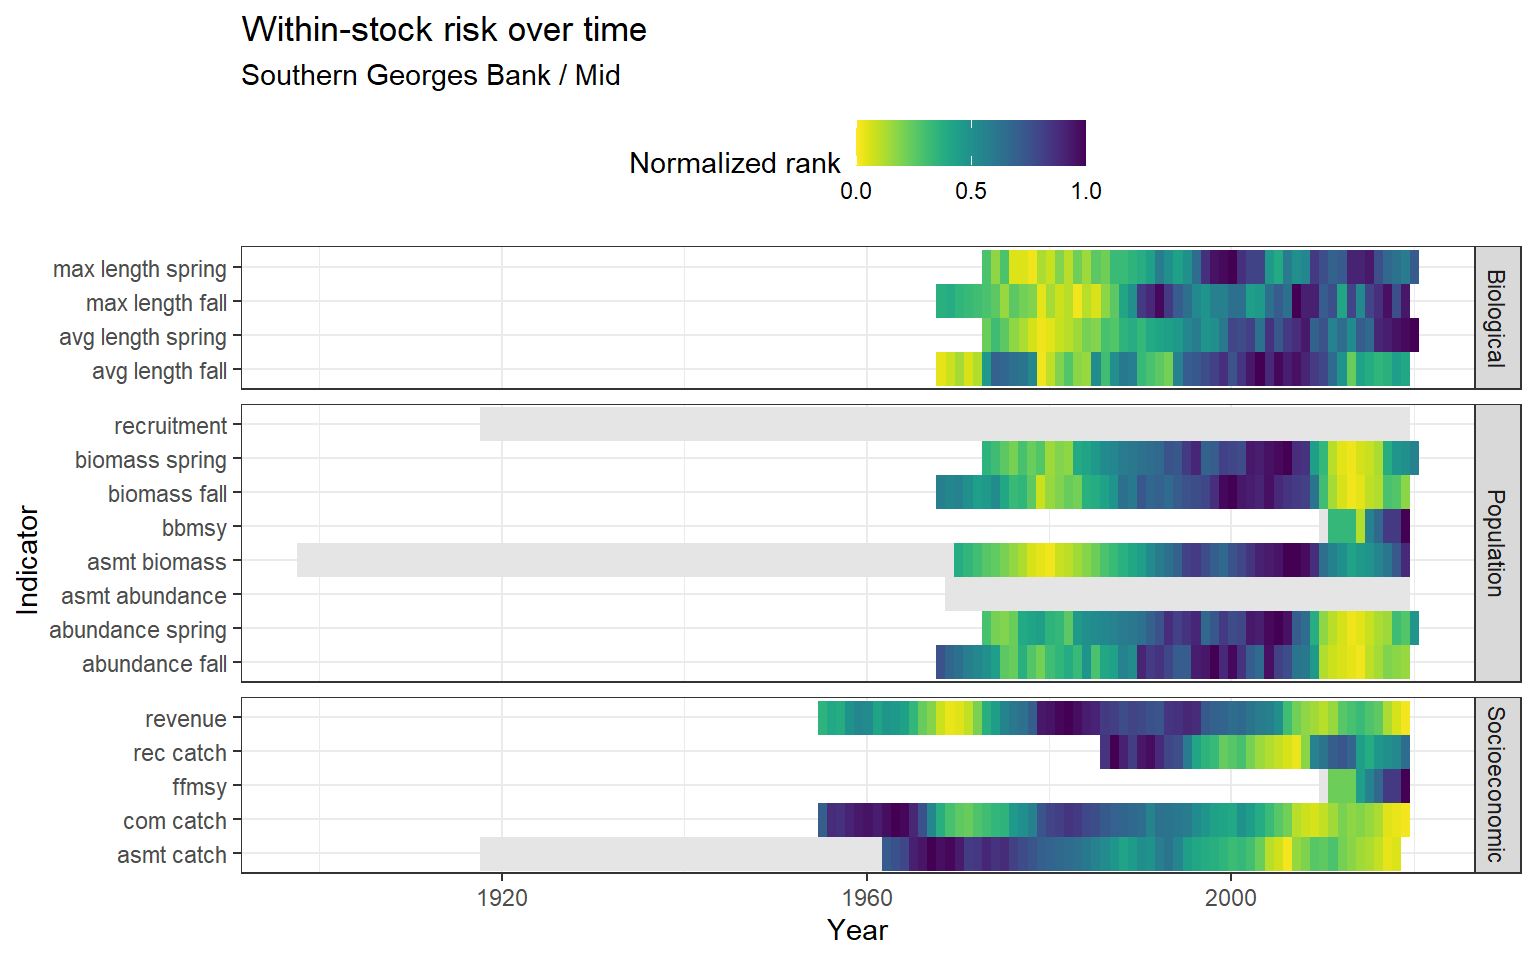 Within-stock risk over time
Southern Georges Bank / Mid
Normalized rank
0.0 0.5 1.0
Indicator
max length spring
max length fall
avg length spring
avg length fall
Biological
recruitment
biomass spring
biomass fall
bbmsy
asmt biomass
asmt abundance
abundance spring
abundance fall
Population
revenue
rec catch
ffmsy
com catch
asmt catch
Socioeconomic
1920 1960 2000
Year